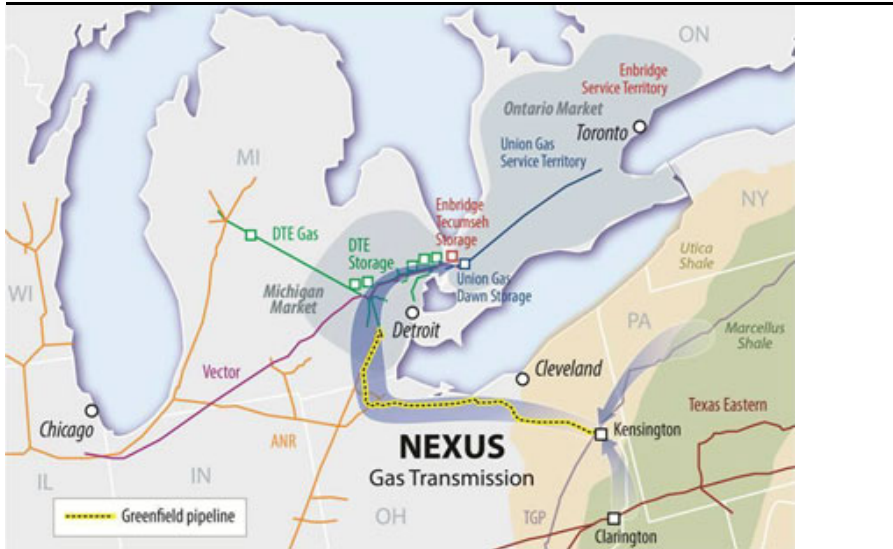 ON
Enbridge
Service Territory
Ontario Market
Toronto
Union Gas
Service Territory
MI
NY
Enbridge
Tecumseh
Storage
DTE Gas
DTE
Storage
Utica
Shale
WI
Michigan
Market
Union Gas
Dawn Storage
PA
Detroit
Marcellus
Shale
Cleveland
Vector
Texas Eastern
Chicago
Kensington
ANR
NEXUS
Gas Transmission
IL
IN
OH
TGP
Greenfield pipeline
Clarington